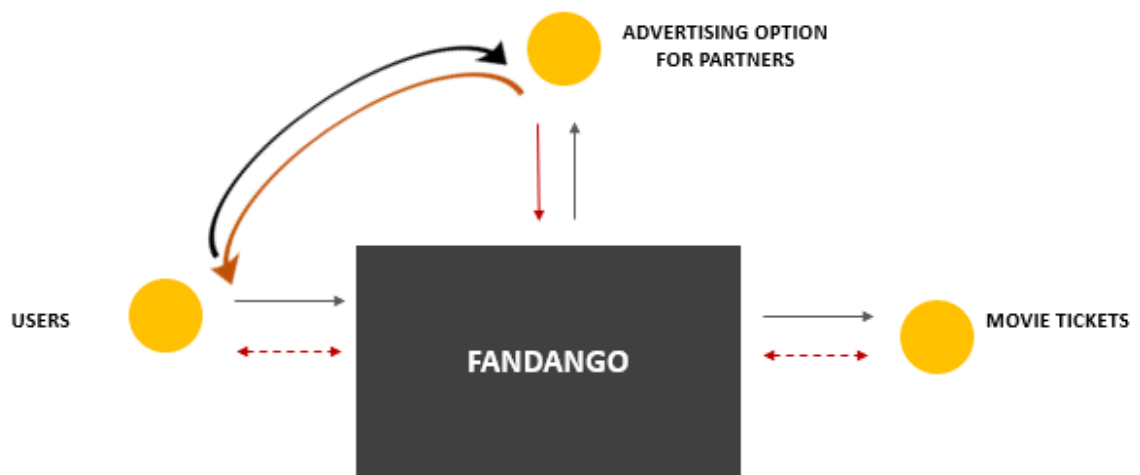 ADVERTISING OPTION
FOR PARTNERS
USERS
FANDANGO
MOVIE TICKETS